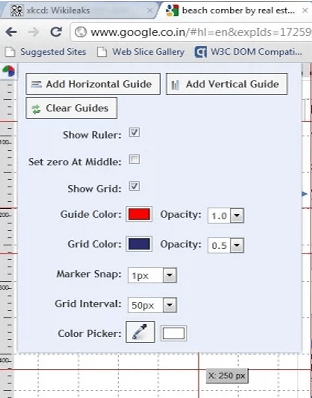 xkcd: Wikileaks
beach comber by real est...
www.google.co.in/#hl=en&expIds=17259
Suggested Sites
Web Slice Gallery
W3C DOM Compati...
Add Horizontal Guide
Add Vertical Guide
Clear Guides
Show Ruler:
Set zero At Middle:
Show Grid:
Guide Color:
Opacity: 1.0
Grid Color:
Opacity: 0.5
Marker Snap: 1px
Grid Interval: 50px
Color Picker:
X: 250 px